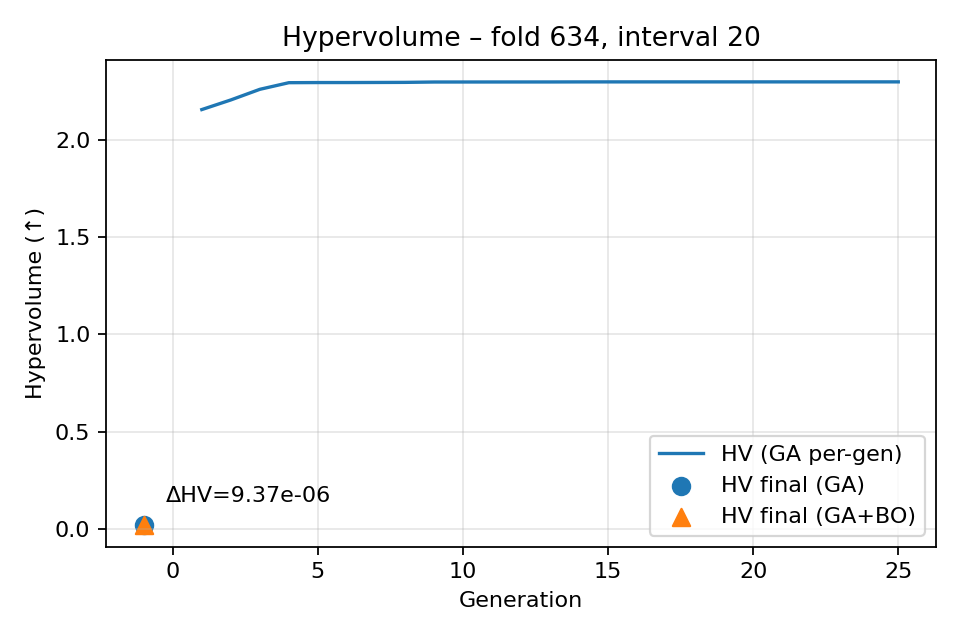 Hypervolume – fold 634, interval 20
Hypervolume (↑)
2.0
1.5
1.0
0.5
0.0
ΔHV=9.37e-06
HV (GA per-gen)
HV final (GA)
HV final (GA+BO)
0 5 10 15 20 25
Generation